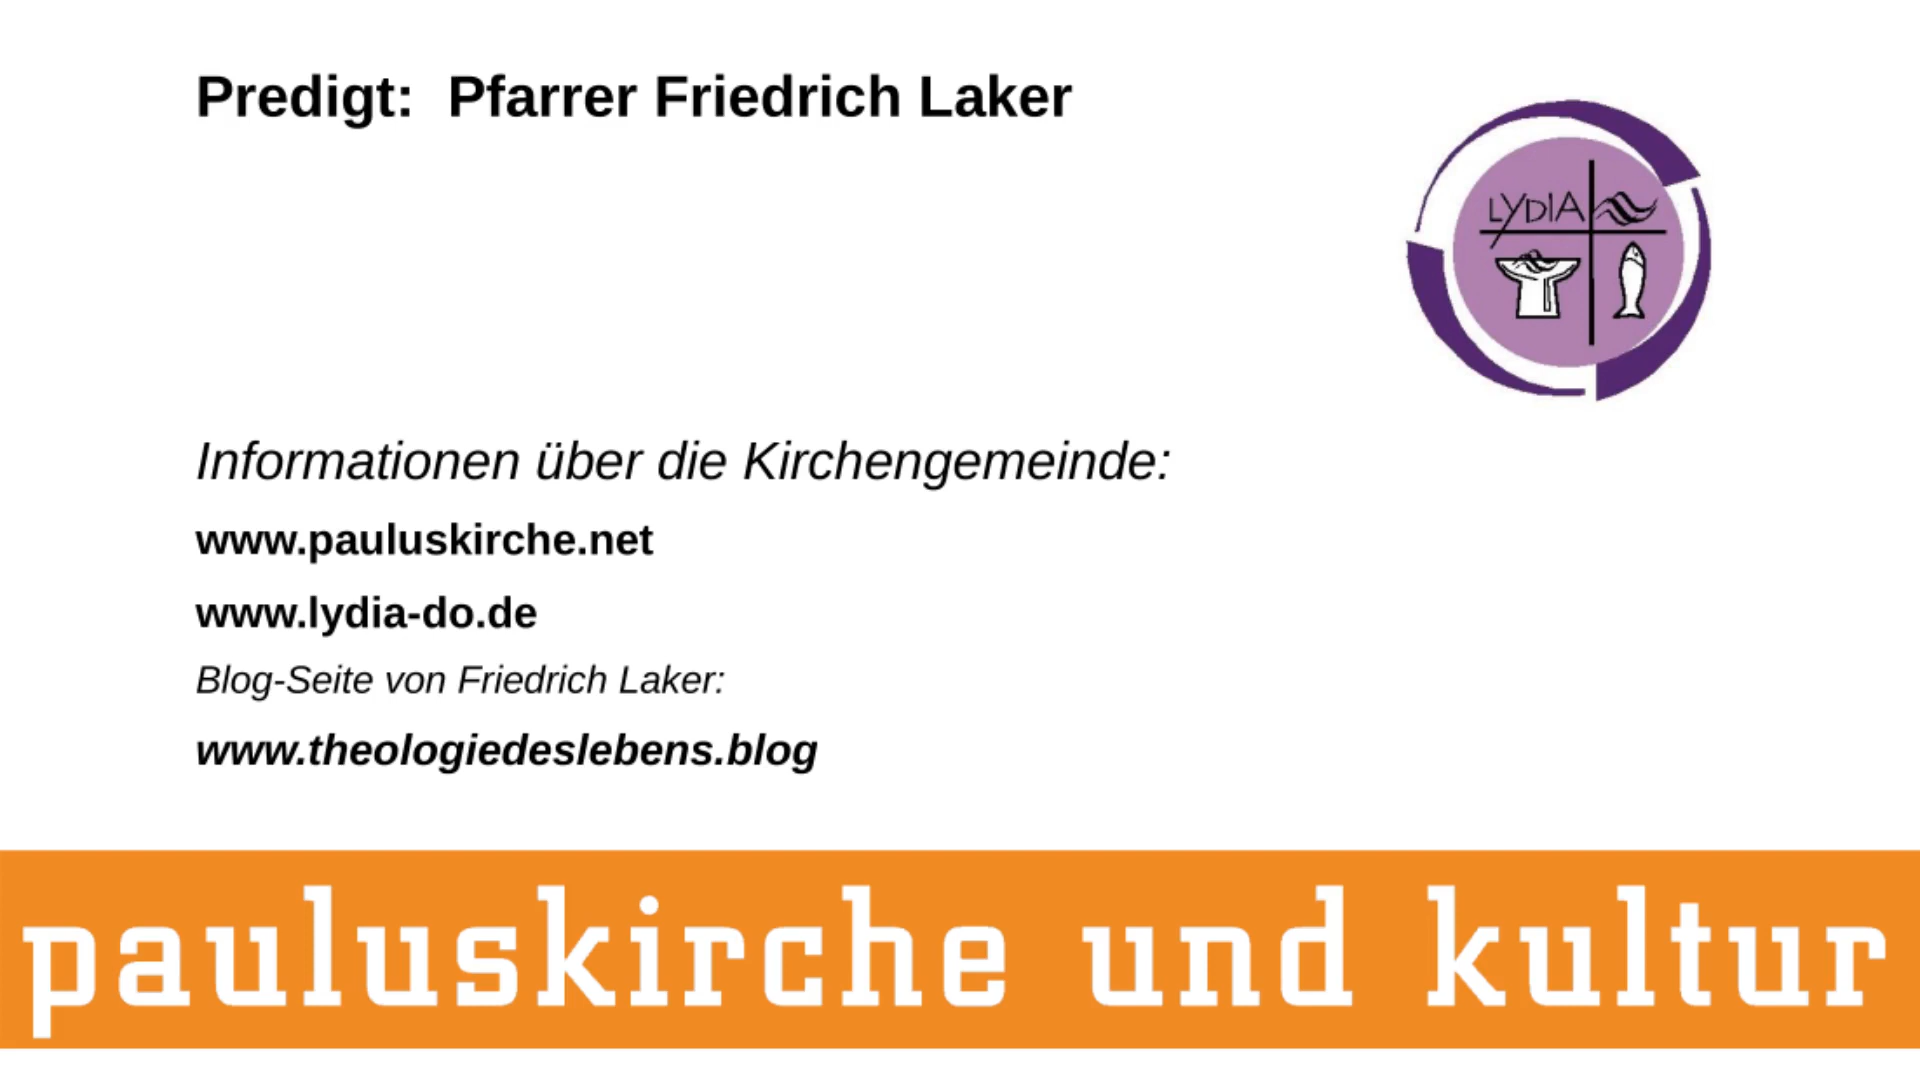 Predigt: Pfarrer Friedrich Laker
LYDIA
Informationen über die Kirchengemeinde:
www.pauluskirche.net
www.lydia-do.de
Blog-Seite von Friedrich Laker:
www.theologiedeslebens.blog
pauluskirche und kultur